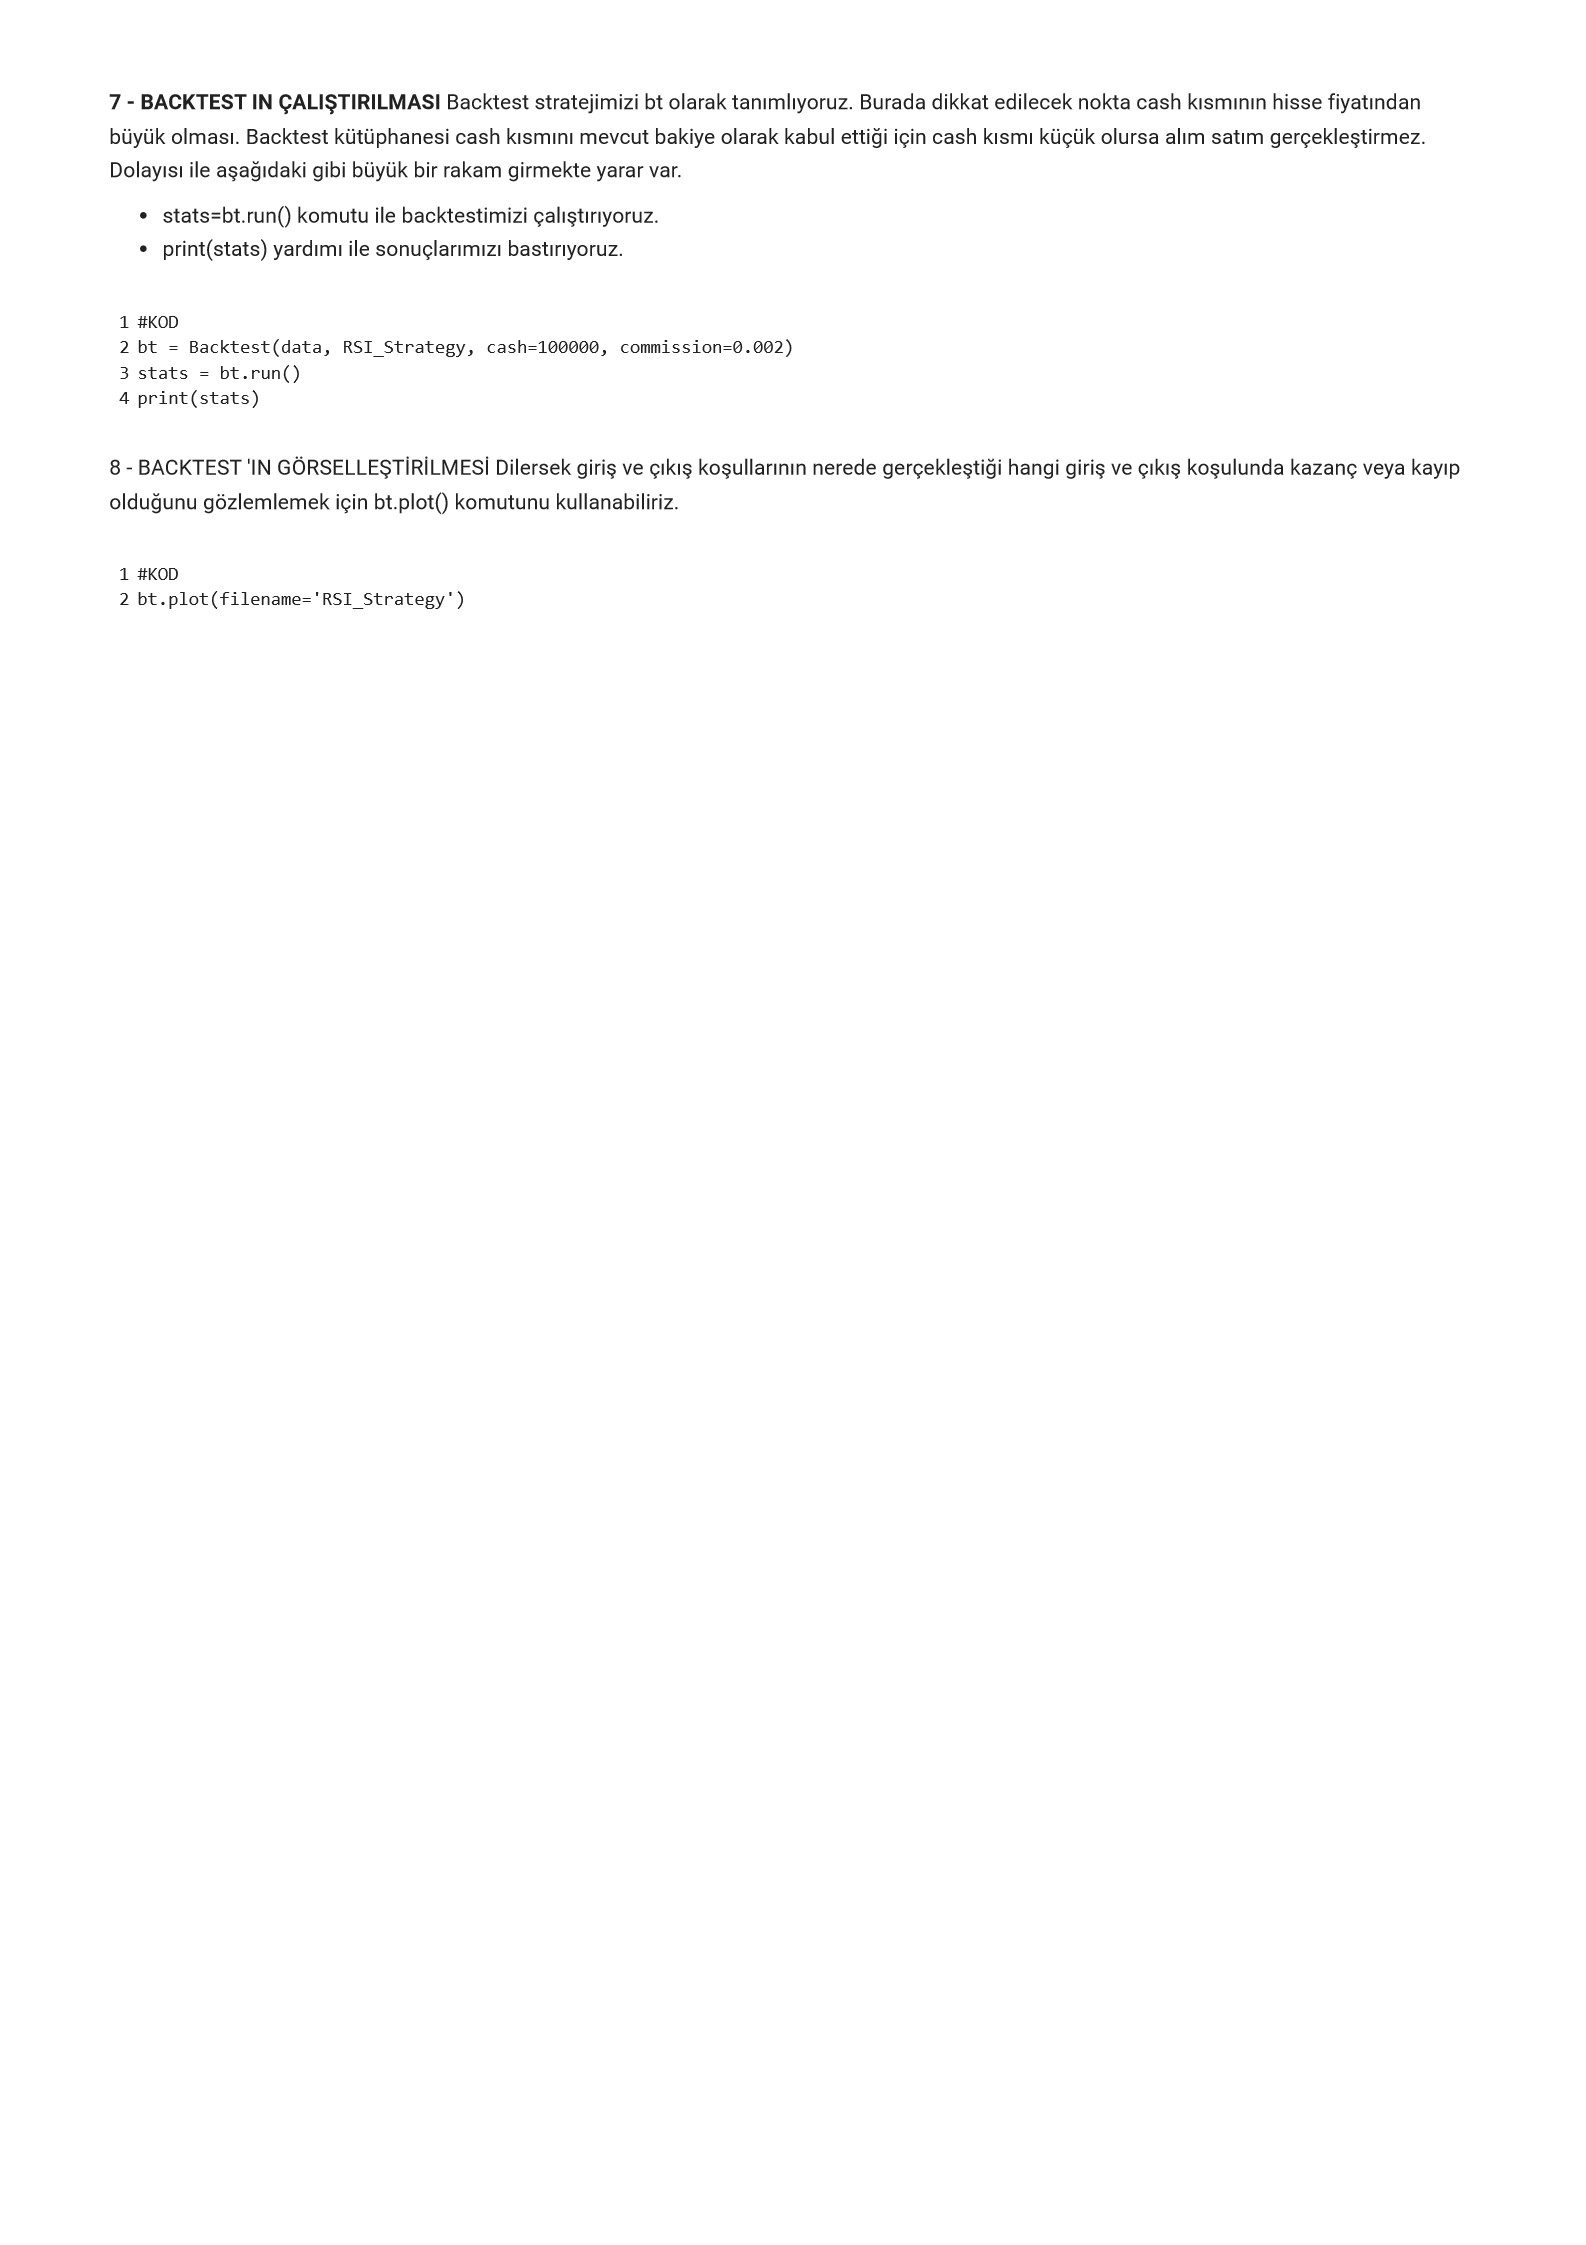 7 - BACKTEST IN ÇALIŞTIRILMASI Backtest stratejimizi bt olarak tanımlıyoruz. Burada dikkat edilecek nokta cash kısmının hisse fiyatından
büyük olması. Backtest kütüphanesi cash kısmını mevcut bakiye olarak kabul ettiği için cash kısmı küçük olursa alım satım gerçekleştirmez.
Dolayısı ile aşağıdaki gibi büyük bir rakam girmekte yarar var.
• stats=bt.run() komutu ile backtestimizi çalıştırıyoruz.
• print(stats) yardımı ile sonuçlarımızı bastırıyoruz.
1 #KOD
2 bt = Backtest(data, RSI_Strategy, cash=100000, commission=0.002)
3 stats = bt.run()
4 print(stats)
8 - BACKTEST 'IN GÖRSELLEŞTİRİLMESİ Dilersek giriş ve çıkış koşullarının nerede gerçekleştiği hangi giriş ve çıkış koşulunda kazanç veya kayıp
olduğunu gözlemlemek için bt.plot() komutunu kullanabiliriz.
1 #KOD
2 bt.plot(filename='RSI_Strategy')